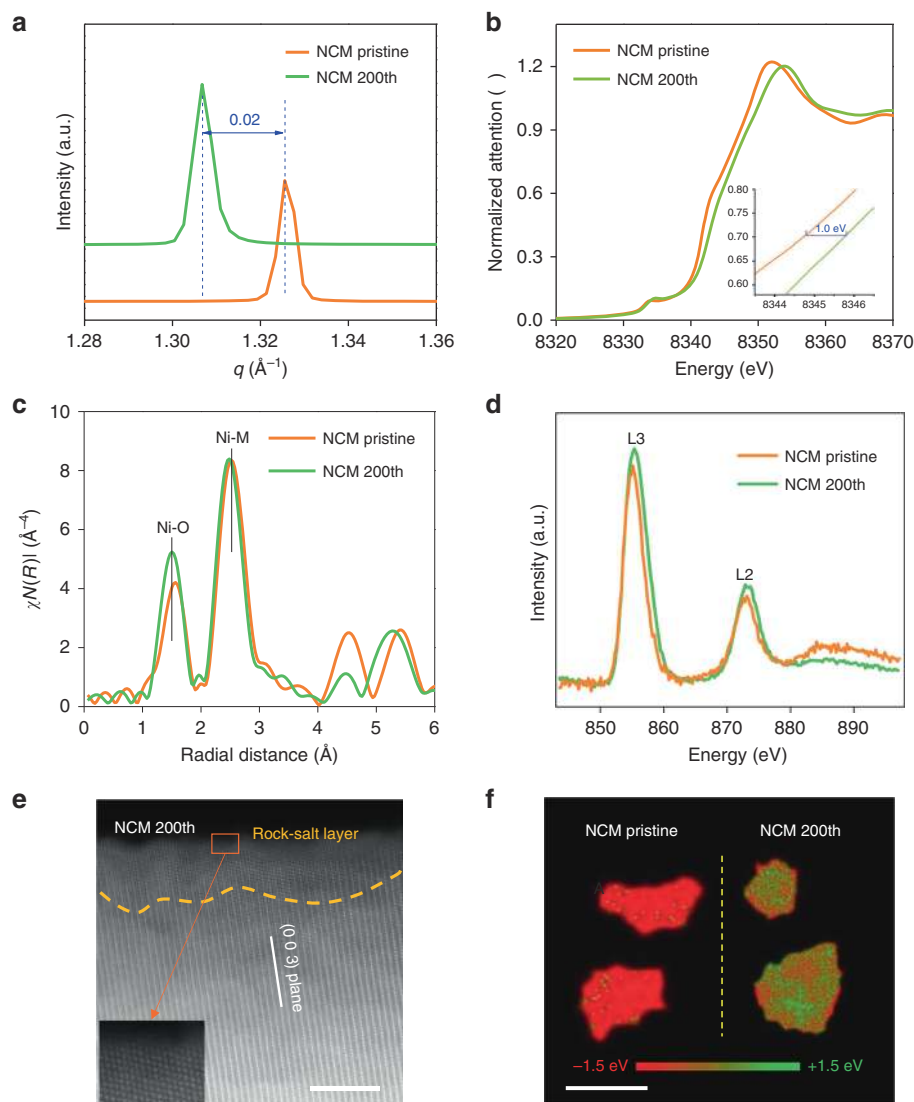 a
Intensity (a.u.)
NCM pristine
NCM 200th
0.02
1.28 1.30 1.32 1.34 1.36
q (Å⁻¹)
b
Normalized attention ( )
NCM pristine
NCM 200th
1.2
0.9
0.6
0.3
0.0
0.80
0.75
0.70
0.65
0.60
1.0 eV
8344 8345 8346
8320 8330 8340 8350 8360 8370
Energy (eV)
c
χN(R)| (Å⁻⁴)
10
8
6
4
2
0
Ni-O
Ni-M
NCM pristine
NCM 200th
0 1 2 3 4 5 6
Radial distance (Å)
d
Intensity (a.u.)
L3
L2
NCM pristine
NCM 200th
850 860 870 880 890
Energy (eV)
e
NCM 200th
Rock-salt layer
(0 0 3) plane
f
NCM pristine
NCM 200th
−1.5 eV
+1.5 eV